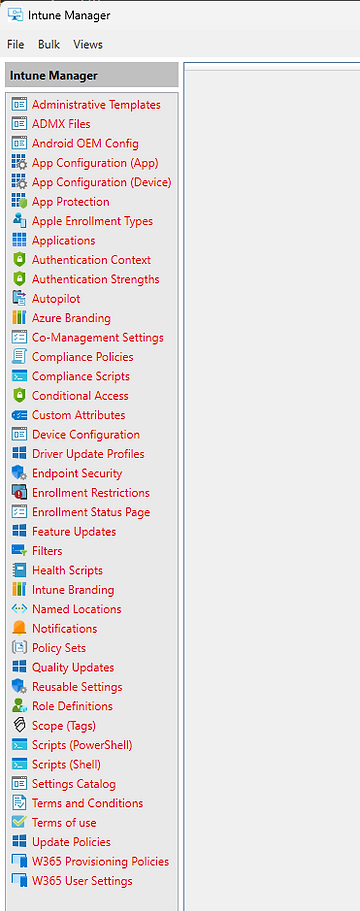 Intune Manager
File Bulk Views
Intune Manager
Administrative Templates
ADMX Files
Android OEM Config
App Configuration (App)
App Configuration (Device)
App Protection
Apple Enrollment Types
Applications
Authentication Context
Authentication Strengths
Autopilot
Azure Branding
Co-Management Settings
Compliance Policies
Compliance Scripts
Conditional Access
Custom Attributes
Device Configuration
Driver Update Profiles
Endpoint Security
Enrollment Restrictions
Enrollment Status Page
Feature Updates
Filters
Health Scripts
Intune Branding
Named Locations
Notifications
Policy Sets
Quality Updates
Reusable Settings
Role Definitions
Scope (Tags)
Scripts (PowerShell)
Scripts (Shell)
Settings Catalog
Terms and Conditions
Terms of use
Update Policies
W365 Provisioning Policies
W365 User Settings